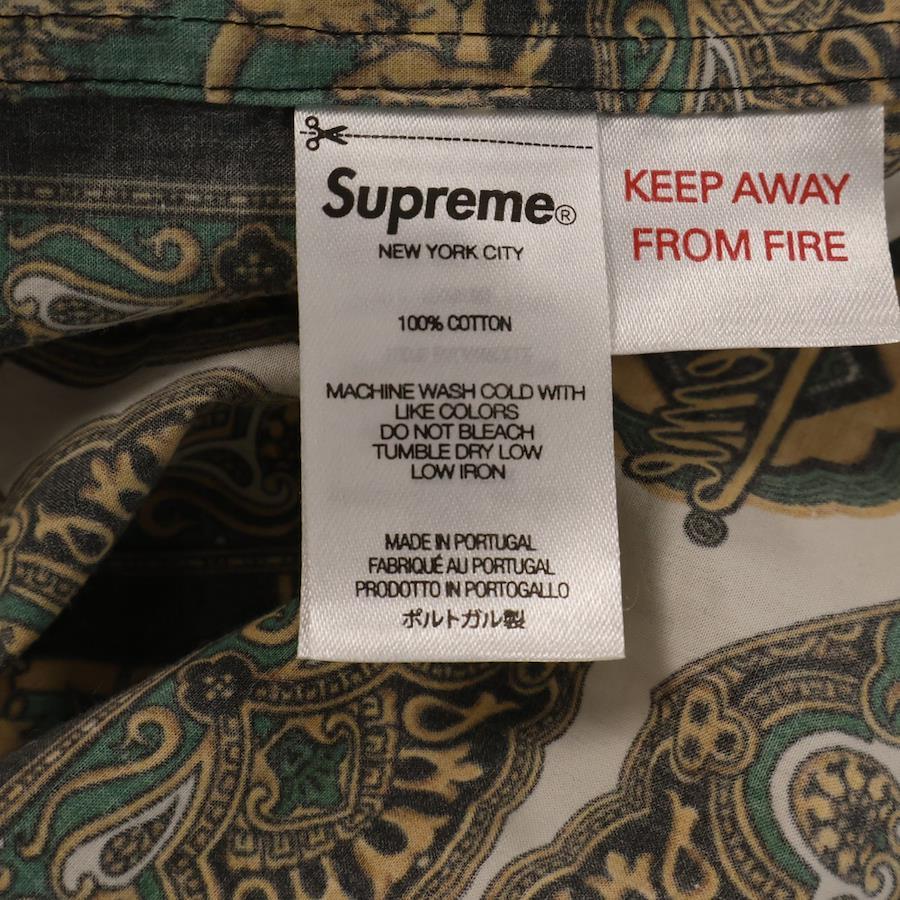 Supreme®
NEW YORK CITY
100% COTTON
MACHINE WASH COLD WITH
LIKE COLORS
DO NOT BLEACH
TUMBLE DRY LOW
LOW IRON
MADE IN PORTUGAL
FABRIQUÉ AU PORTUGAL
PRODOTTO IN PORTOGALLO
ポルトガル製
KEEP AWAY
FROM FIRE